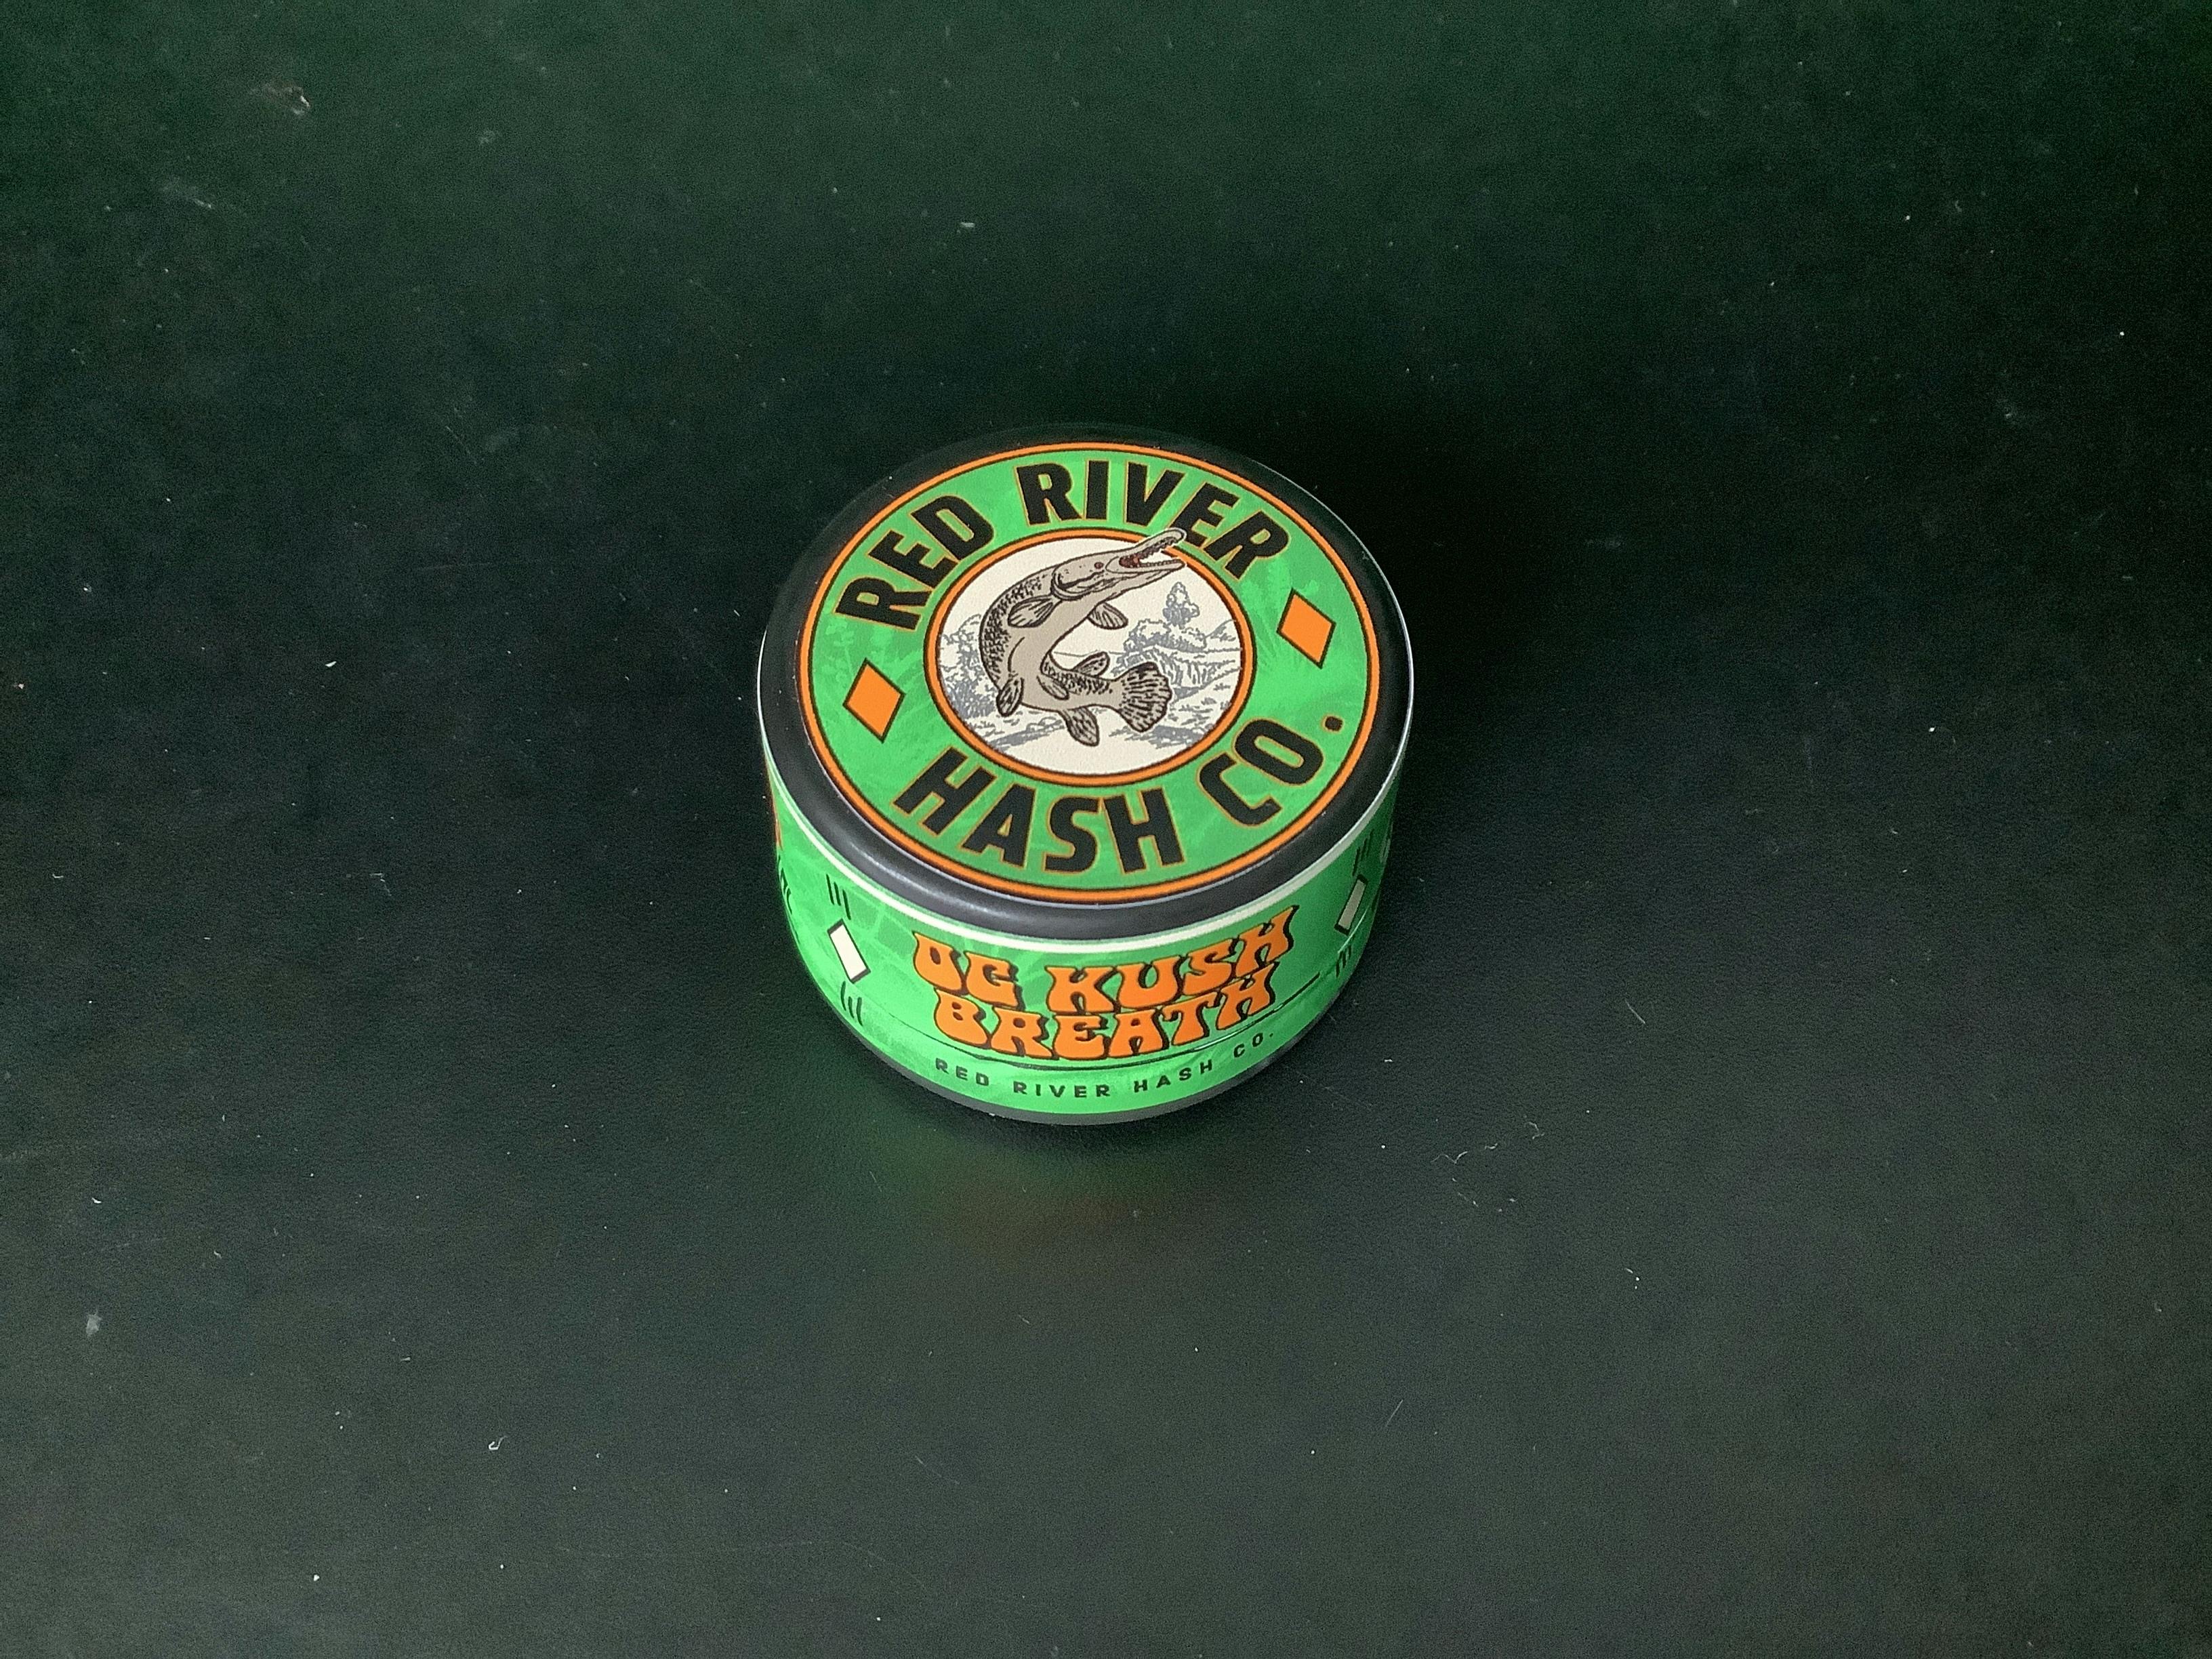 RED RIVER
HASH CO.
OG KUSH
BREATH
RED RIVER HASH CO.